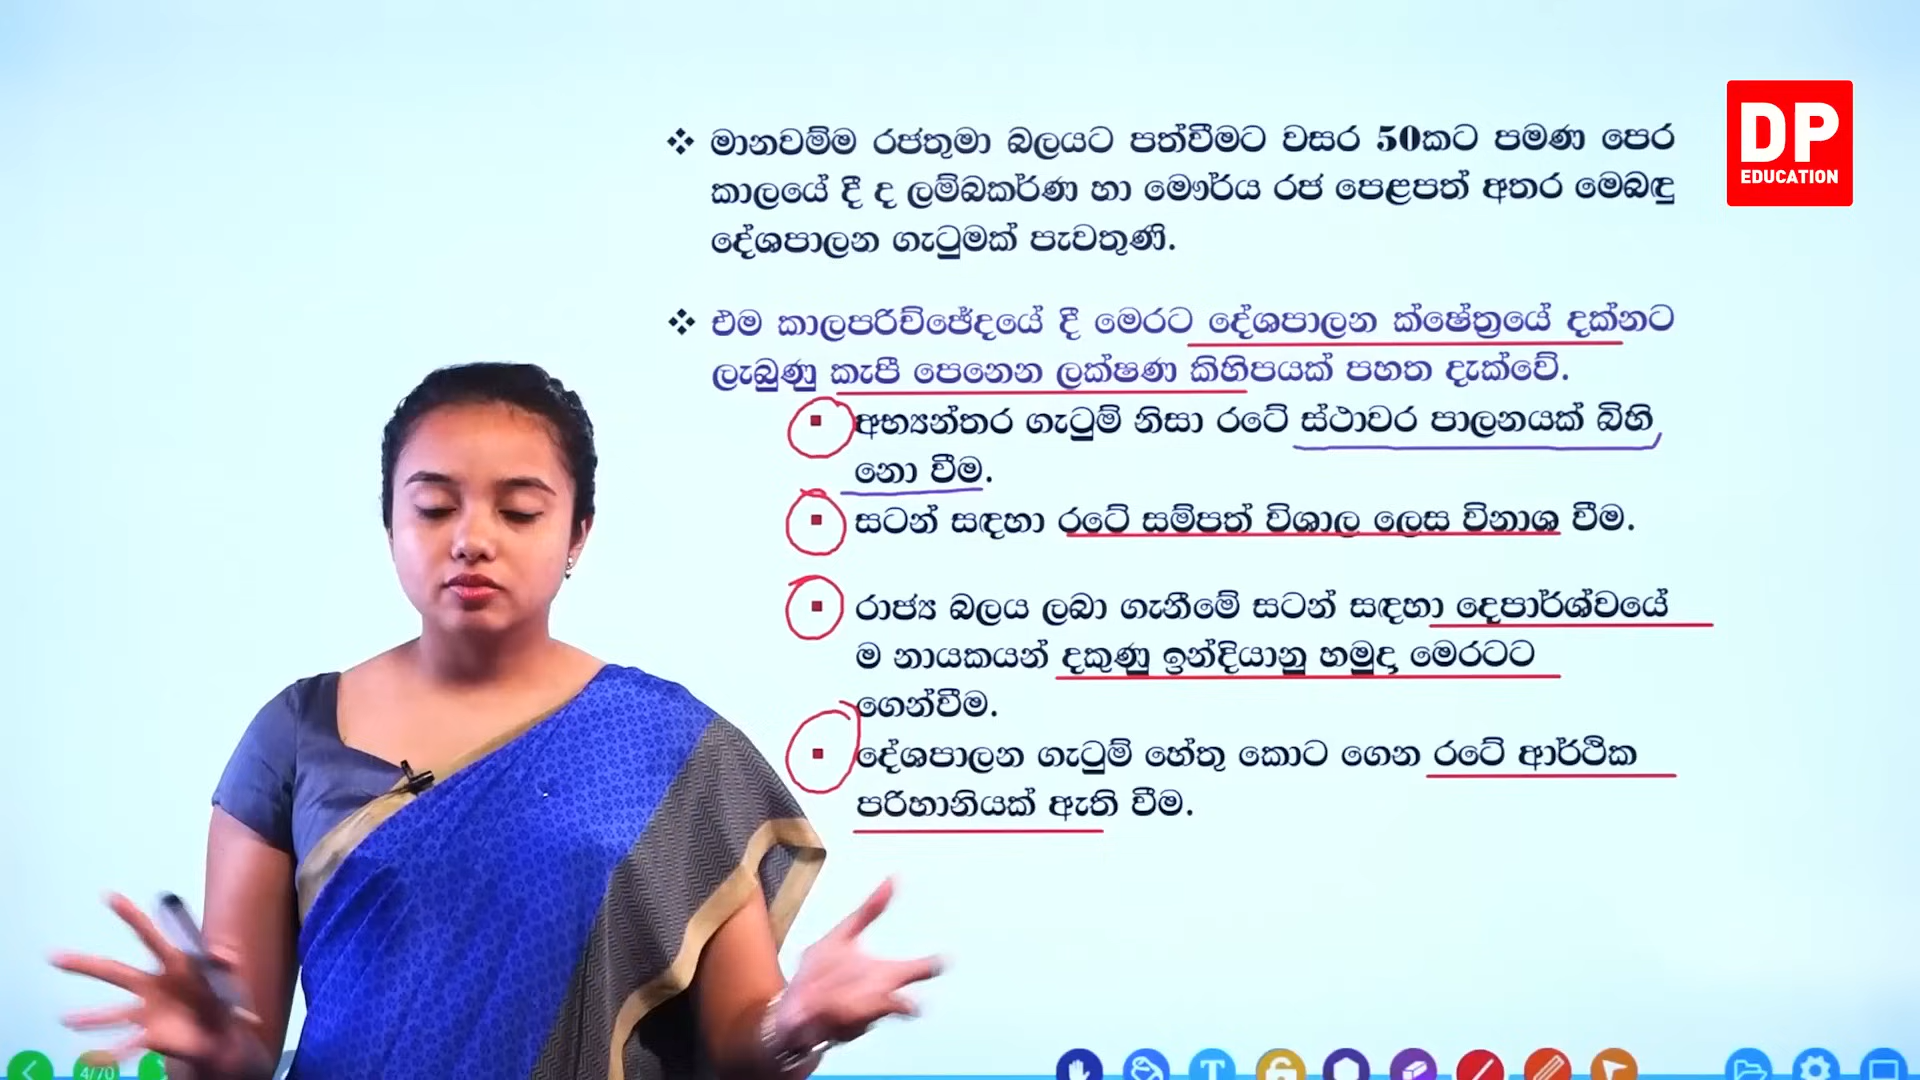 DP
EDUCATION
❖ මානවම්ම රජතුමා බලයට පත්වීමට වසර 50කට පමණ පෙර
කාලයේ දී ද ලම්බකර්ණ හා මෞර්ය රජ පෙළපත් අතර මෙබඳු
දේශපාලන ගැටුමක් පැවතුණි.
❖ එම කාලපරිච්ඡේදයේ දී මෙරට දේශපාලන ක්ෂේත්‍රයේ දක්නට
ලැබුණු කැපී පෙනෙන ලක්ෂණ කිහිපයක් පහත දැක්වේ.
▪ අභ්‍යන්තර ගැටුම් නිසා රටේ ස්ථාවර පාලනයක් බිහි
නො වීම.
▪ සටන් සඳහා රටේ සම්පත් විශාල ලෙස විනාශ වීම.
▪ රාජ්‍ය බලය ලබා ගැනීමේ සටන් සඳහා දෙපාර්ශ්වයේ
ම නායකයන් දකුණු ඉන්දියානු හමුදා මෙරටට
ගෙන්වීම.
▪ දේශපාලන ගැටුම් හේතු කොට ගෙන රටේ ආර්ථික
පරිහානියක් ඇති වීම.
4/70